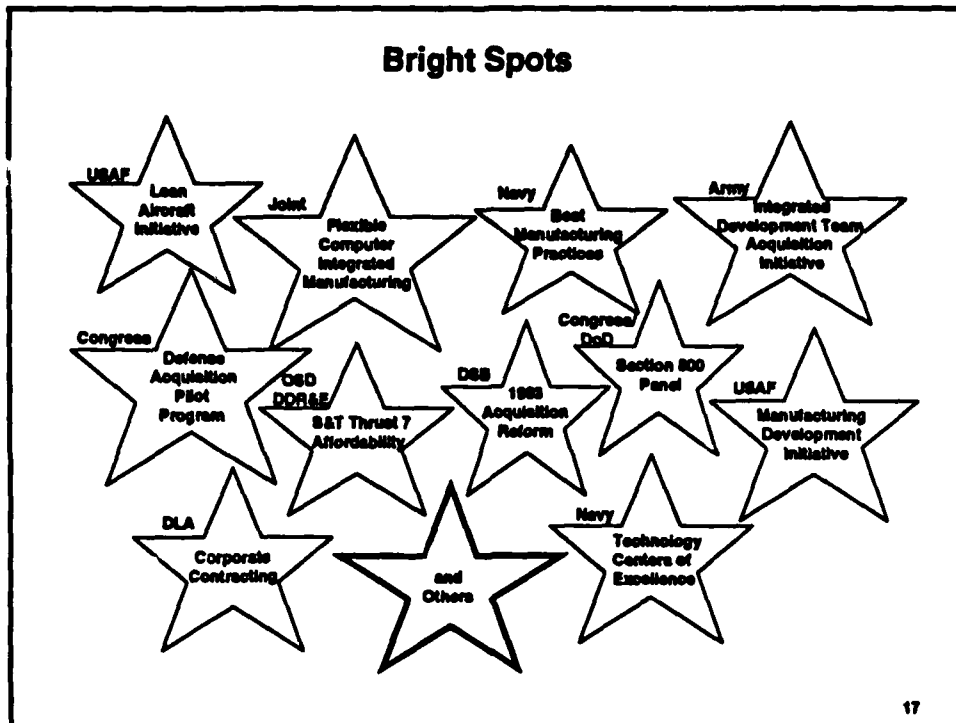 Bright Spots
USAF
Lean
Aircraft
Initiative
Joint
Flexible
Computer
Integrated
Manufacturing
Navy
Best
Manufacturing
Practices
Army
Integrated
Development Team
Acquisition
Initiative
Congress
Defense
Acquisition
Pilot
Program
OSD
DDR&E
S&T Thrust 7
Affordability
DSB
Acquisition
Reform
Congress/
DoD
Section 800
Panel
USAF
Manufacturing
Development
Initiative
DLA
Corporate
Contracting
and
Others
Navy
Technology
Centers of
Excellence
17